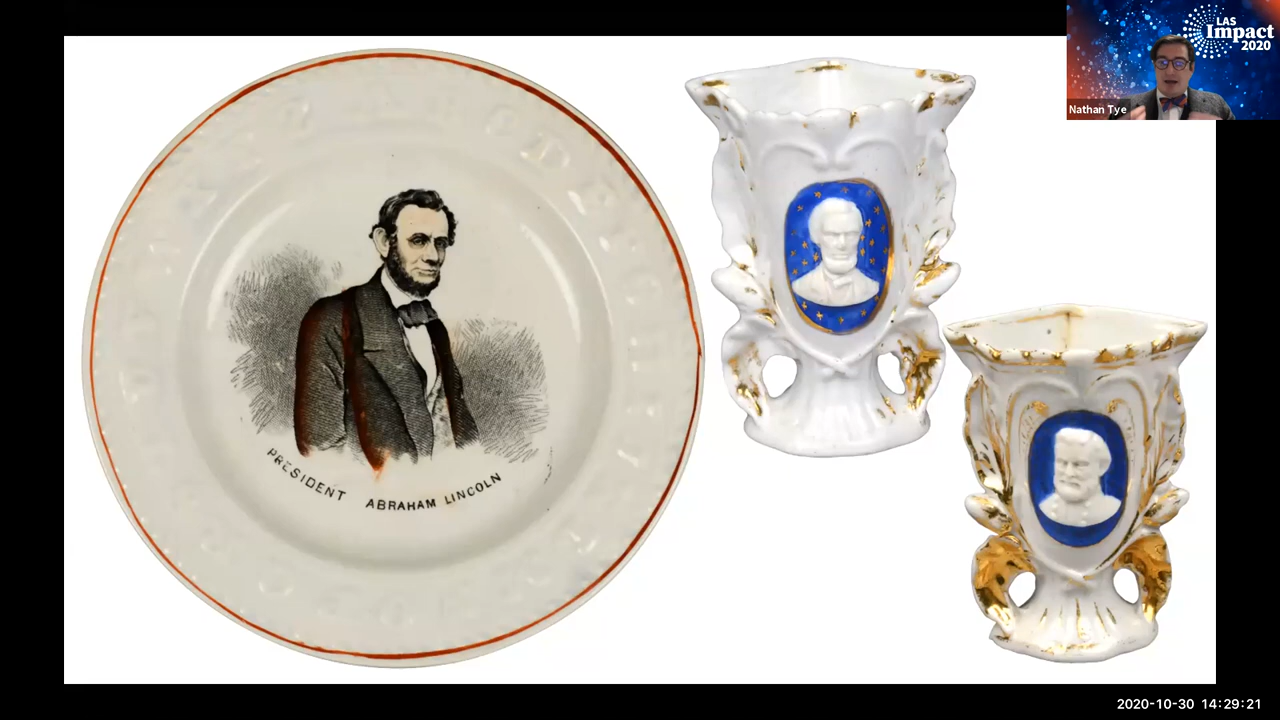 LAS
Impact
2020
Nathan Tye
PRESIDENT ABRAHAM LINCOLN
2020-10-30 14:29:21